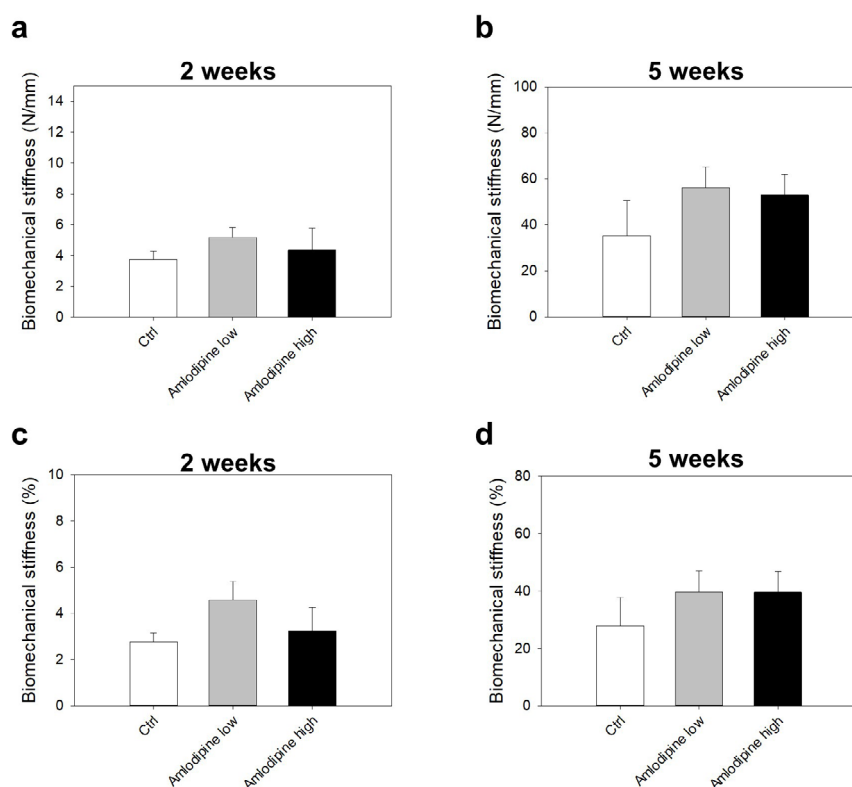 a
2 weeks
Biomechanical stiffness (N/mm)
14
12
10
8
6
4
2
0
Ctrl
Amlodipine low
Amlodipine high
b
5 weeks
Biomechanical stiffness (N/mm)
100
80
60
40
20
0
Ctrl
Amlodipine low
Amlodipine high
c
2 weeks
Biomechanical stiffness (%)
10
8
6
4
2
0
Ctrl
Amlodipine low
Amlodipine high
d
5 weeks
Biomechanical stiffness (%)
80
60
40
20
0
Ctrl
Amlodipine low
Amlodipine high